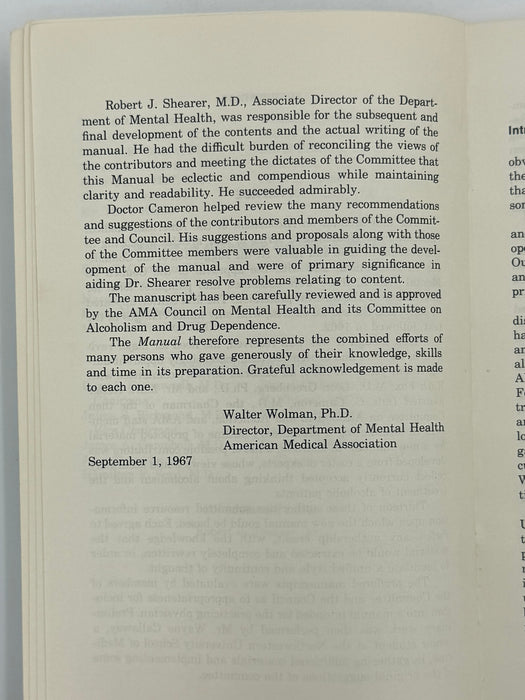 Robert J. Shearer, M.D., Associate Director of the Depart-
ment of Mental Health, was responsible for the subsequent and
final development of the contents and the actual writing of the
manual. He had the difficult burden of reconciling the views of
the contributors and meeting the dictates of the Committee that
this Manual be eclectic and compendious while maintaining
clarity and readability. He succeeded admirably.
Doctor Cameron helped review the many recommendations
and suggestions of the contributors and members of the Commit-
tee and Council. His suggestions and proposals along with those
of the Committee members were valuable in guiding the devel-
opment of the manual and were of primary significance in
aiding Dr. Shearer resolve problems relating to content.
The manuscript has been carefully reviewed and is approved
by the AMA Council on Mental Health and its Committee on
Alcoholism and Drug Dependence.
The Manual therefore represents the combined efforts of
many persons who gave generously of their knowledge, skills
and time in its preparation. Grateful acknowledgement is made
to each one.
Walter Wolman, Ph.D.
Director, Department of Mental Health
American Medical Association
September 1, 1967